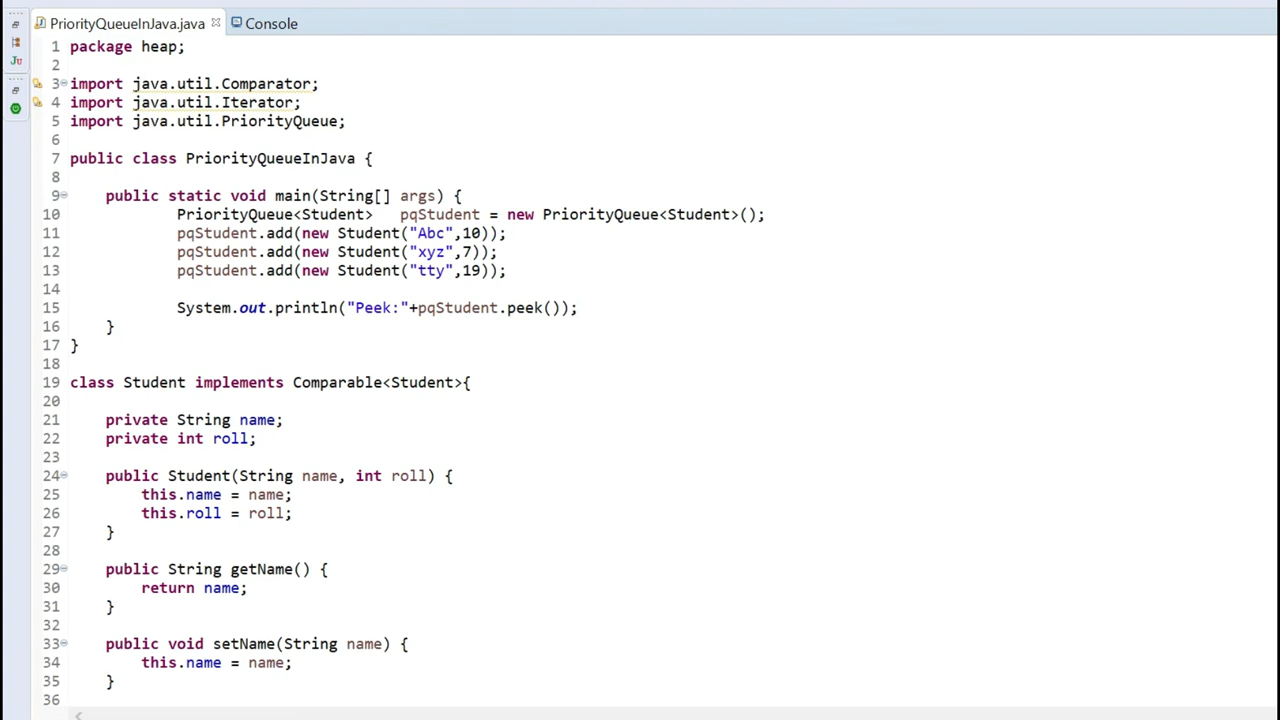 PriorityQueueInJava.java Console
1 package heap;
2
3 import java.util.Comparator;
4 import java.util.Iterator;
5 import java.util.PriorityQueue;
6
7 public class PriorityQueueInJava {
8
9 public static void main(String[] args) {
10 PriorityQueue<Student> pqStudent = new PriorityQueue<Student>();
11 pqStudent.add(new Student("Abc",10));
12 pqStudent.add(new Student("xyz",7));
13 pqStudent.add(new Student("tty",19));
14
15 System.out.println("Peek:"+pqStudent.peek());
16 }
17 }
18
19 class Student implements Comparable<Student>{
20
21 private String name;
22 private int roll;
23
24 public Student(String name, int roll) {
25 this.name = name;
26 this.roll = roll;
27 }
28
29 public String getName() {
30 return name;
31 }
32
33 public void setName(String name) {
34 this.name = name;
35 }
36